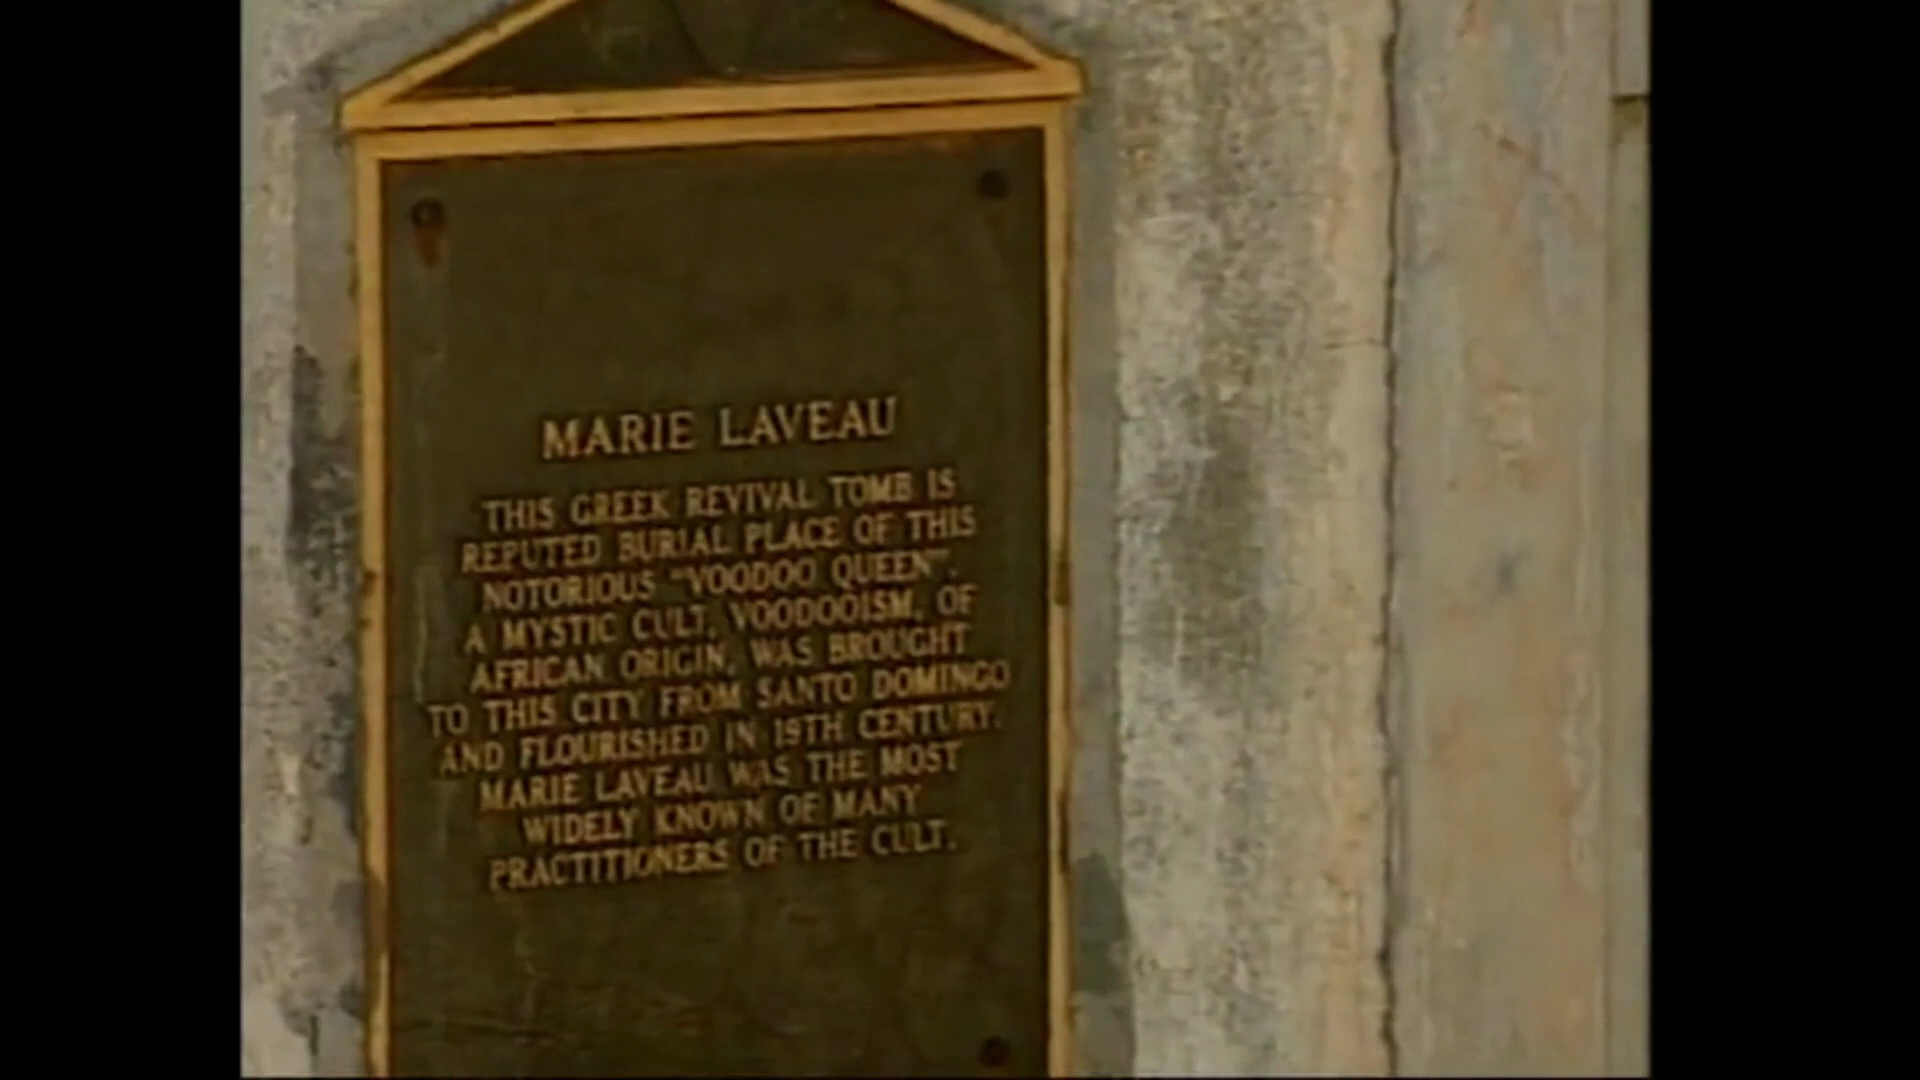 MARIE LAVEAU
THIS GREEK REVIVAL TOMB IS
REPUTED BURIAL PLACE OF THIS
NOTORIOUS "VOODOO QUEEN".
A MYSTIC CULT, VOODOOISM, OF
AFRICAN ORIGIN, WAS BROUGHT
TO THIS CITY FROM SANTO DOMINGO
AND FLOURISHED IN 19TH CENTURY.
MARIE LAVEAU WAS THE MOST
WIDELY KNOWN OF MANY
PRACTITIONERS OF THE CULT.